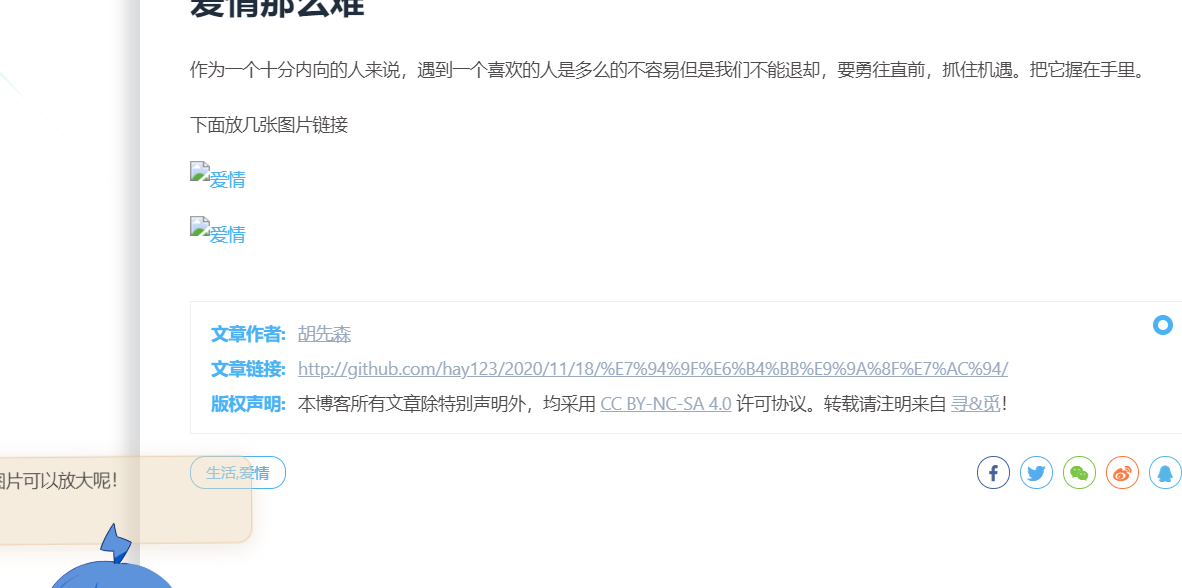 爱情那么难
作为一个十分内向的人来说，遇到一个喜欢的人是多么的不容易但是我们不能退却，要勇往直前，抓住机遇。把它握在手里。
下面放几张图片链接
爱情
爱情
文章作者: 胡先森
文章链接: http://github.com/hay123/2020/11/18/%E7%94%9F%E6%B4%BB%E9%9A%8F%E7%AC%94/
版权声明: 本博客所有文章除特别声明外，均采用 CC BY-NC-SA 4.0 许可协议。转载请注明来自 寻&觅!
生活,爱情
图片可以放大呢！